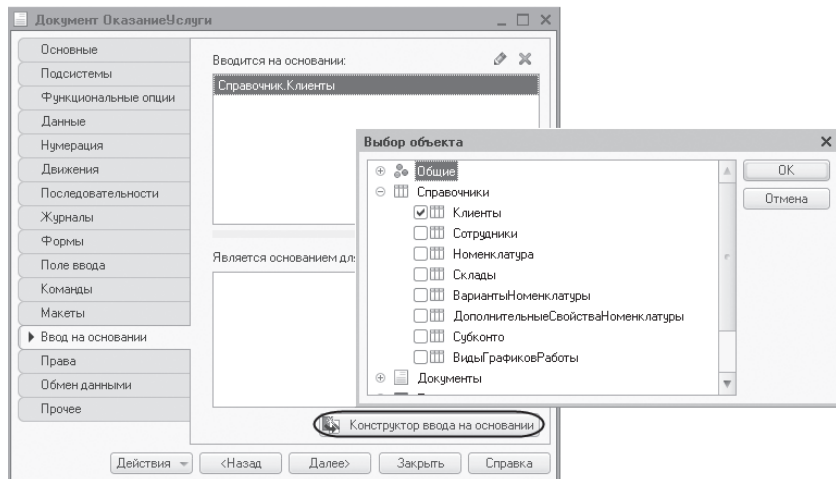 Документ ОказаниеУслуги
Основные
Подсистемы
Функциональные опции
Данные
Нумерация
Движения
Последовательности
Журналы
Формы
Поле ввода
Команды
Макеты
Ввод на основании
Права
Обмен данными
Прочее
Вводится на основании:
Справочник.Клиенты
Является основанием для
Конструктор ввода на основании
Действия
<Назад
Далее>
Закрыть
Справка
Выбор объекта
Общие
Справочники
Клиенты
Сотрудники
Номенклатура
Склады
ВариантыНоменклатуры
ДополнительныеСвойстваНоменклатуры
Субконто
ВидыГрафиковРаботы
Документы
OK
Отмена